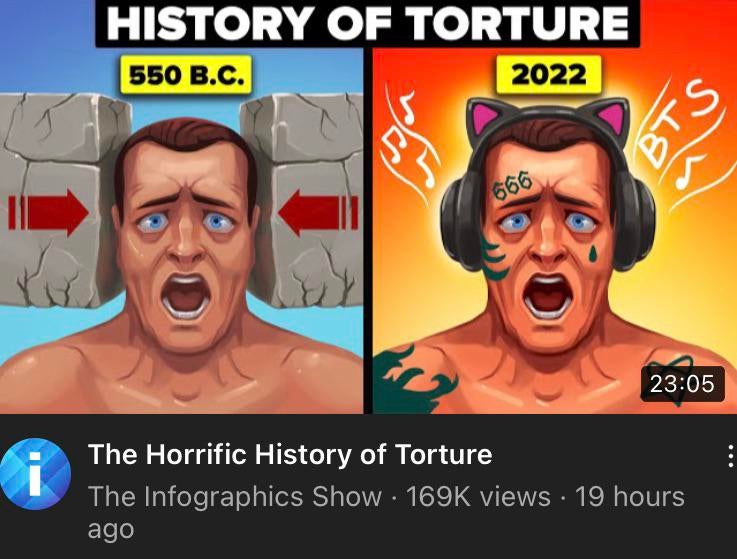 HISTORY OF TORTURE
550 B.C.
2022
666
BTS
23:05
The Horrific History of Torture
The Infographics Show · 169K views · 19 hours
ago